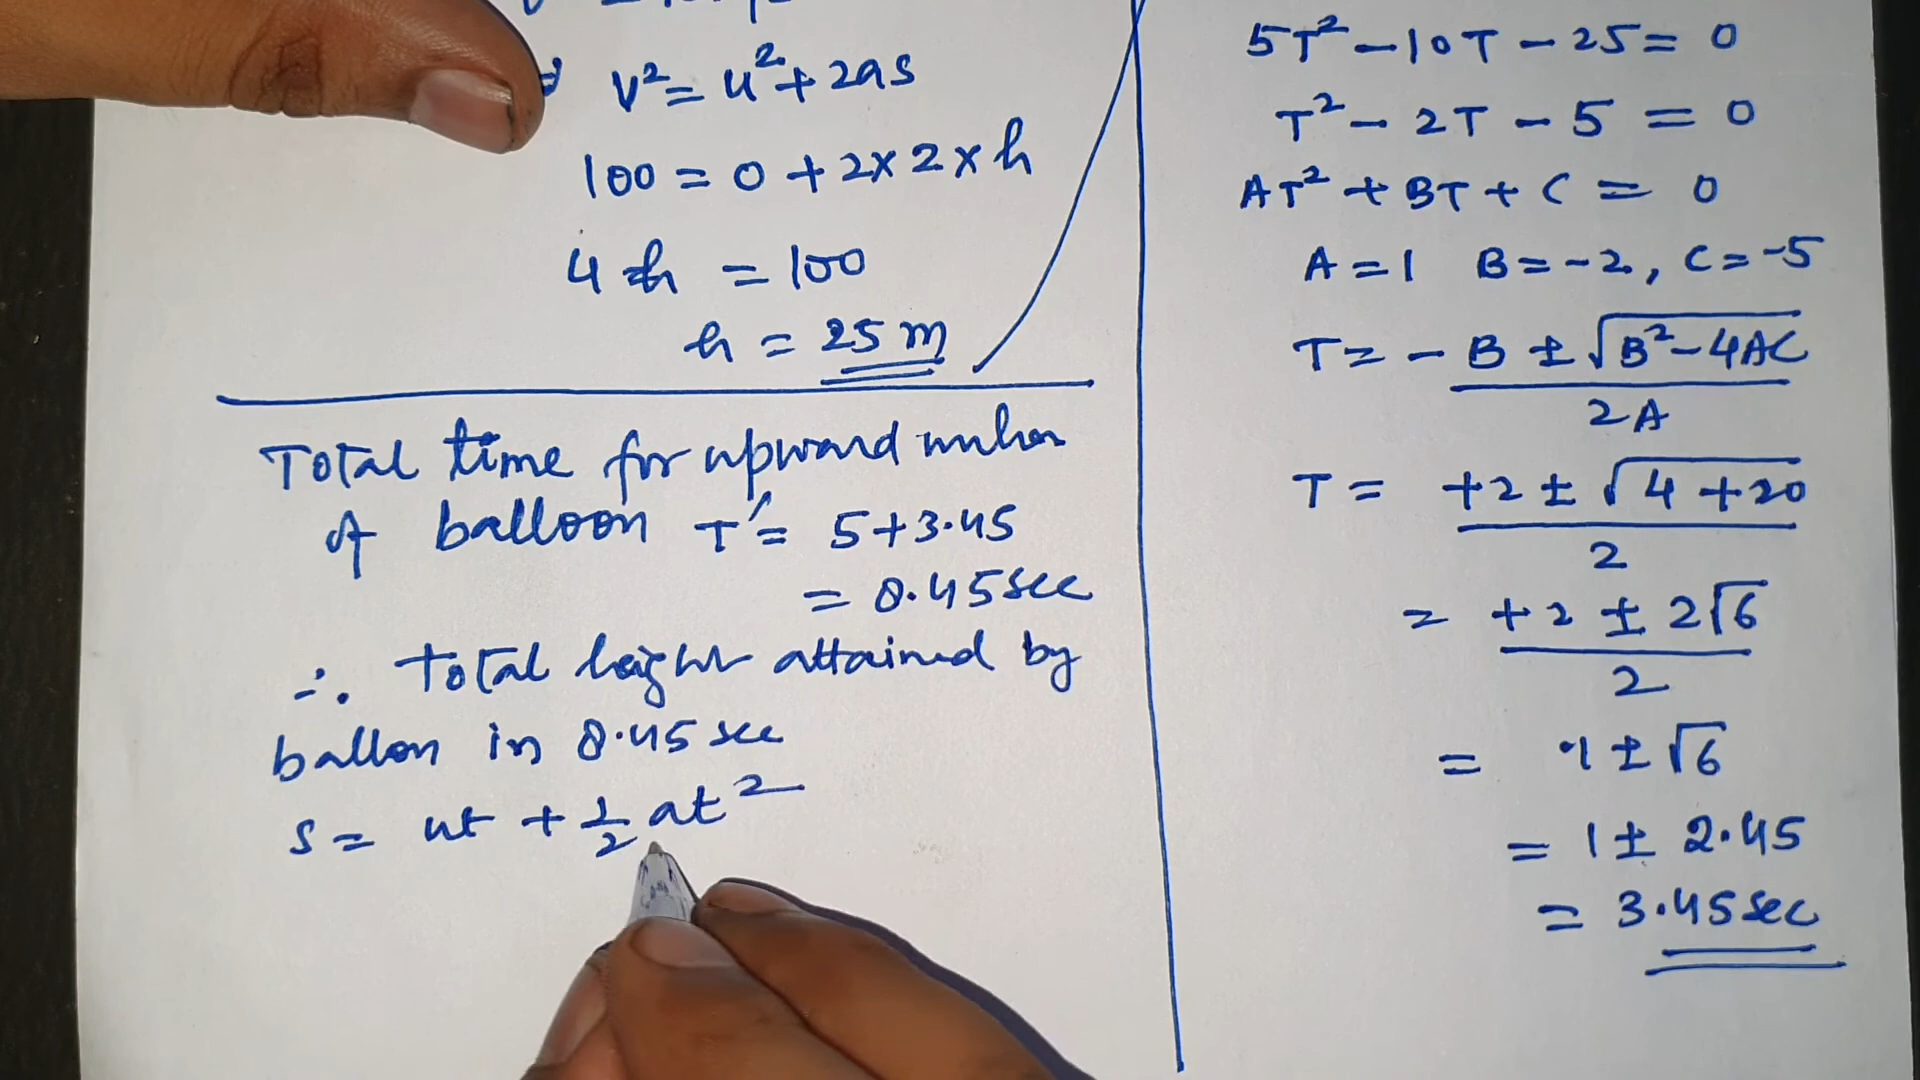 V² = u² + 2as
100 = 0 + 2 × 2 × h
4h = 100
h = 25 m
Total time for upward
of balloon T' = 5 + 3.45
= 8.45 sec
∴ Total height attained by
ballon in 8.45 sec
s = ut + 1/2 at²
5T² - 10T - 25 = 0
T² - 2T - 5 = 0
AT² + BT + C = 0
A = 1 B = -2, C = -5
T = - B ± √B² - 4AC
2A
T = +2 ± √4 + 20
2
= +2 ± 2√6
2
= 1 ± √6
= 1 ± 2.45
= 3.45 sec